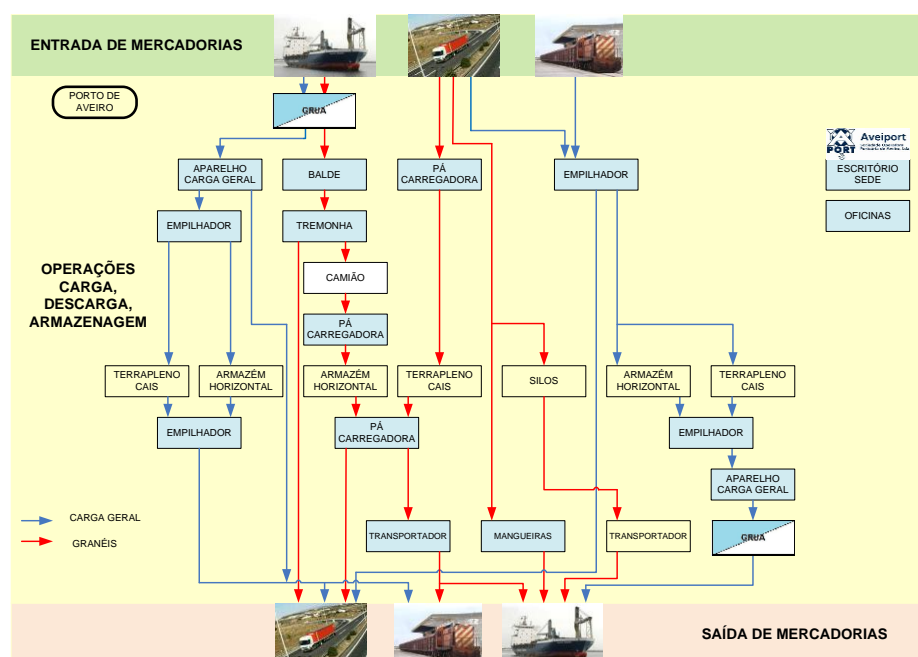 ENTRADA DE MERCADORIAS
PORTO DE
AVEIRO
GRUA
Aveiport
PORT
ESCRITÓRIO
SEDE
OFICINAS
APARELHO
CARGA GERAL
BALDE
PÁ
CARREGADORA
EMPILHADOR
EMPILHADOR
TREMONHA
OPERAÇÕES
CARGA,
DESCARGA,
ARMAZENAGEM
CAMIÃO
PÁ
CARREGADORA
TERRAPLENO
CAIS
ARMAZÉM
HORIZONTAL
ARMAZÉM
HORIZONTAL
TERRAPLENO
CAIS
SILOS
ARMAZÉM
HORIZONTAL
TERRAPLENO
CAIS
EMPILHADOR
PÁ
CARREGADORA
EMPILHADOR
APARELHO
CARGA GERAL
CARGA GERAL
GRANÉIS
TRANSPORTADOR
MANGUEIRAS
TRANSPORTADOR
GRUA
SAÍDA DE MERCADORIAS